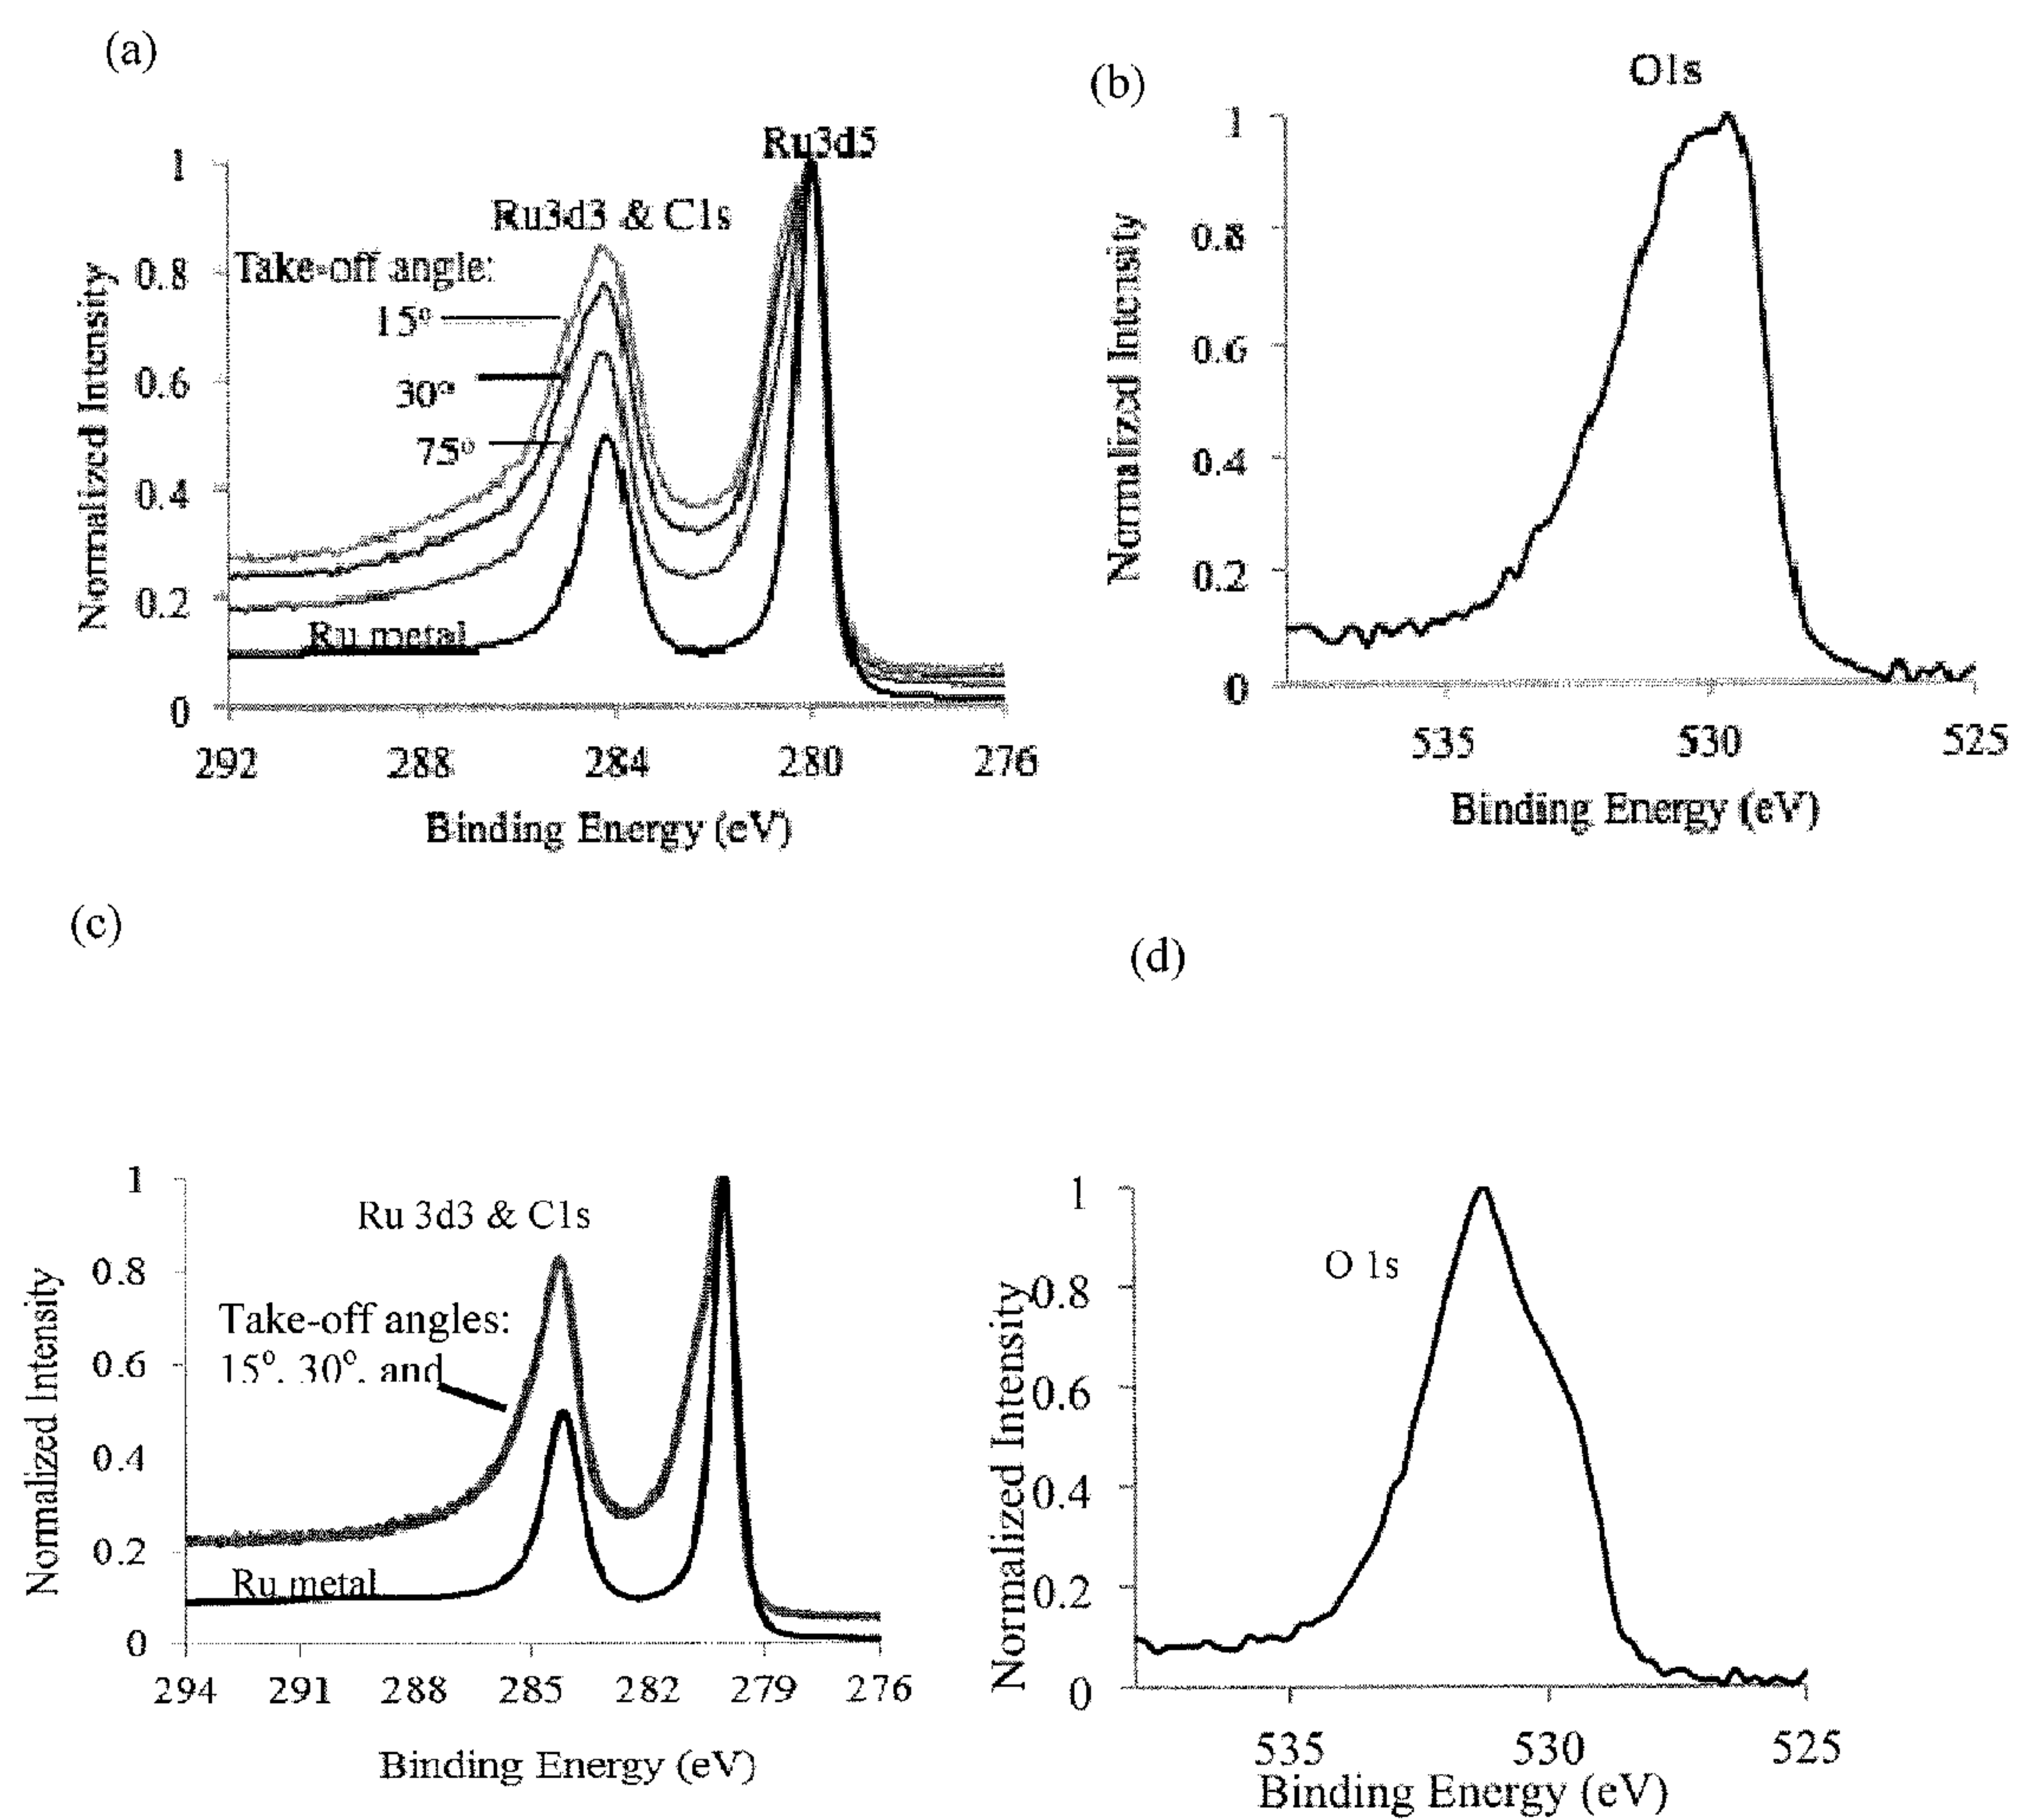 (a)
Ru3d5
Ru3d3 & C1s
Take-off angle:
15º
30º
75º
Ru metal
1
0.8
0.6
0.4
0.2
0
292 288 284 280 276
Normalized Intensity
Binding Energy (eV)
(b)
O1s
1
0.8
0.6
0.4
0.2
0
535 530 525
Normalized Intensity
Binding Energy (eV)
(c)
Ru 3d3 & C1s
Take-off angles:
15º, 30º, and
Ru metal
1
0.8
0.6
0.4
0.2
0
294 291 288 285 282 279 276
Normalized Intensity
Binding Energy (eV)
(d)
O 1s
1
0.8
0.6
0.4
0.2
0
535 530 525
Normalized Intensity
Binding Energy (eV)